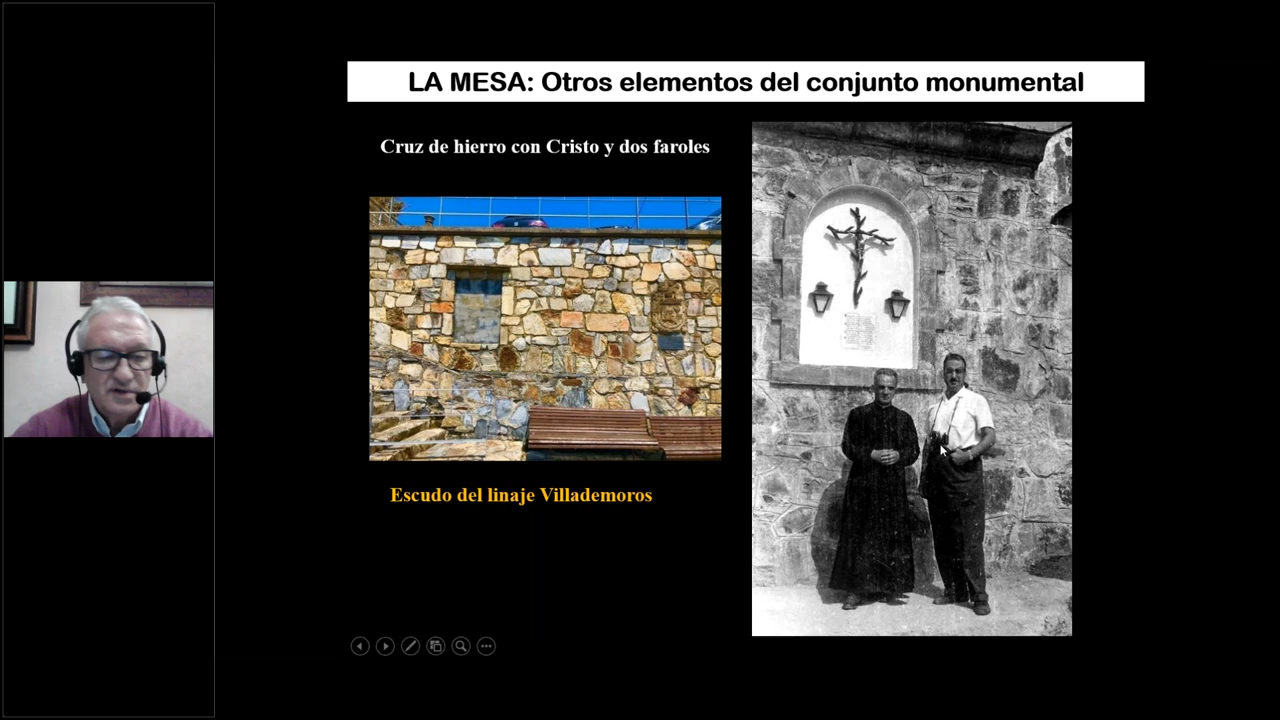 LA MESA: Otros elementos del conjunto monumental
Cruz de hierro con Cristo y dos faroles
Escudo del linaje Villademoros